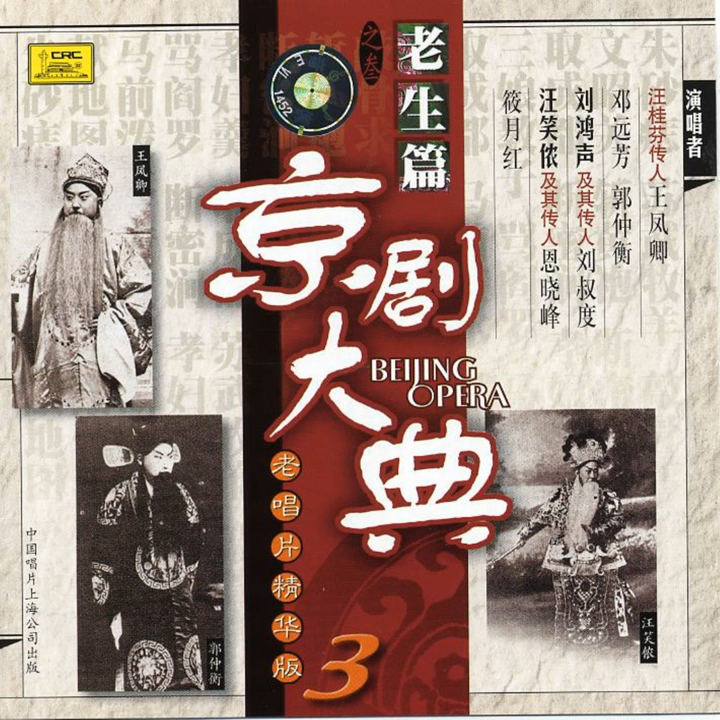 CRC
VEM 1452
老生篇
之叁
演唱者
汪桂芬传人王凤卿
邓远芳 郭仲衡
刘鸿声及其传人刘叔度
汪笑侬及其传人恩晓峰
筱月红
京剧大典
BEIJING
OPERA
老唱片精华版
3
王凤卿
郭仲衡
汪笑侬
中国唱片上海公司出版